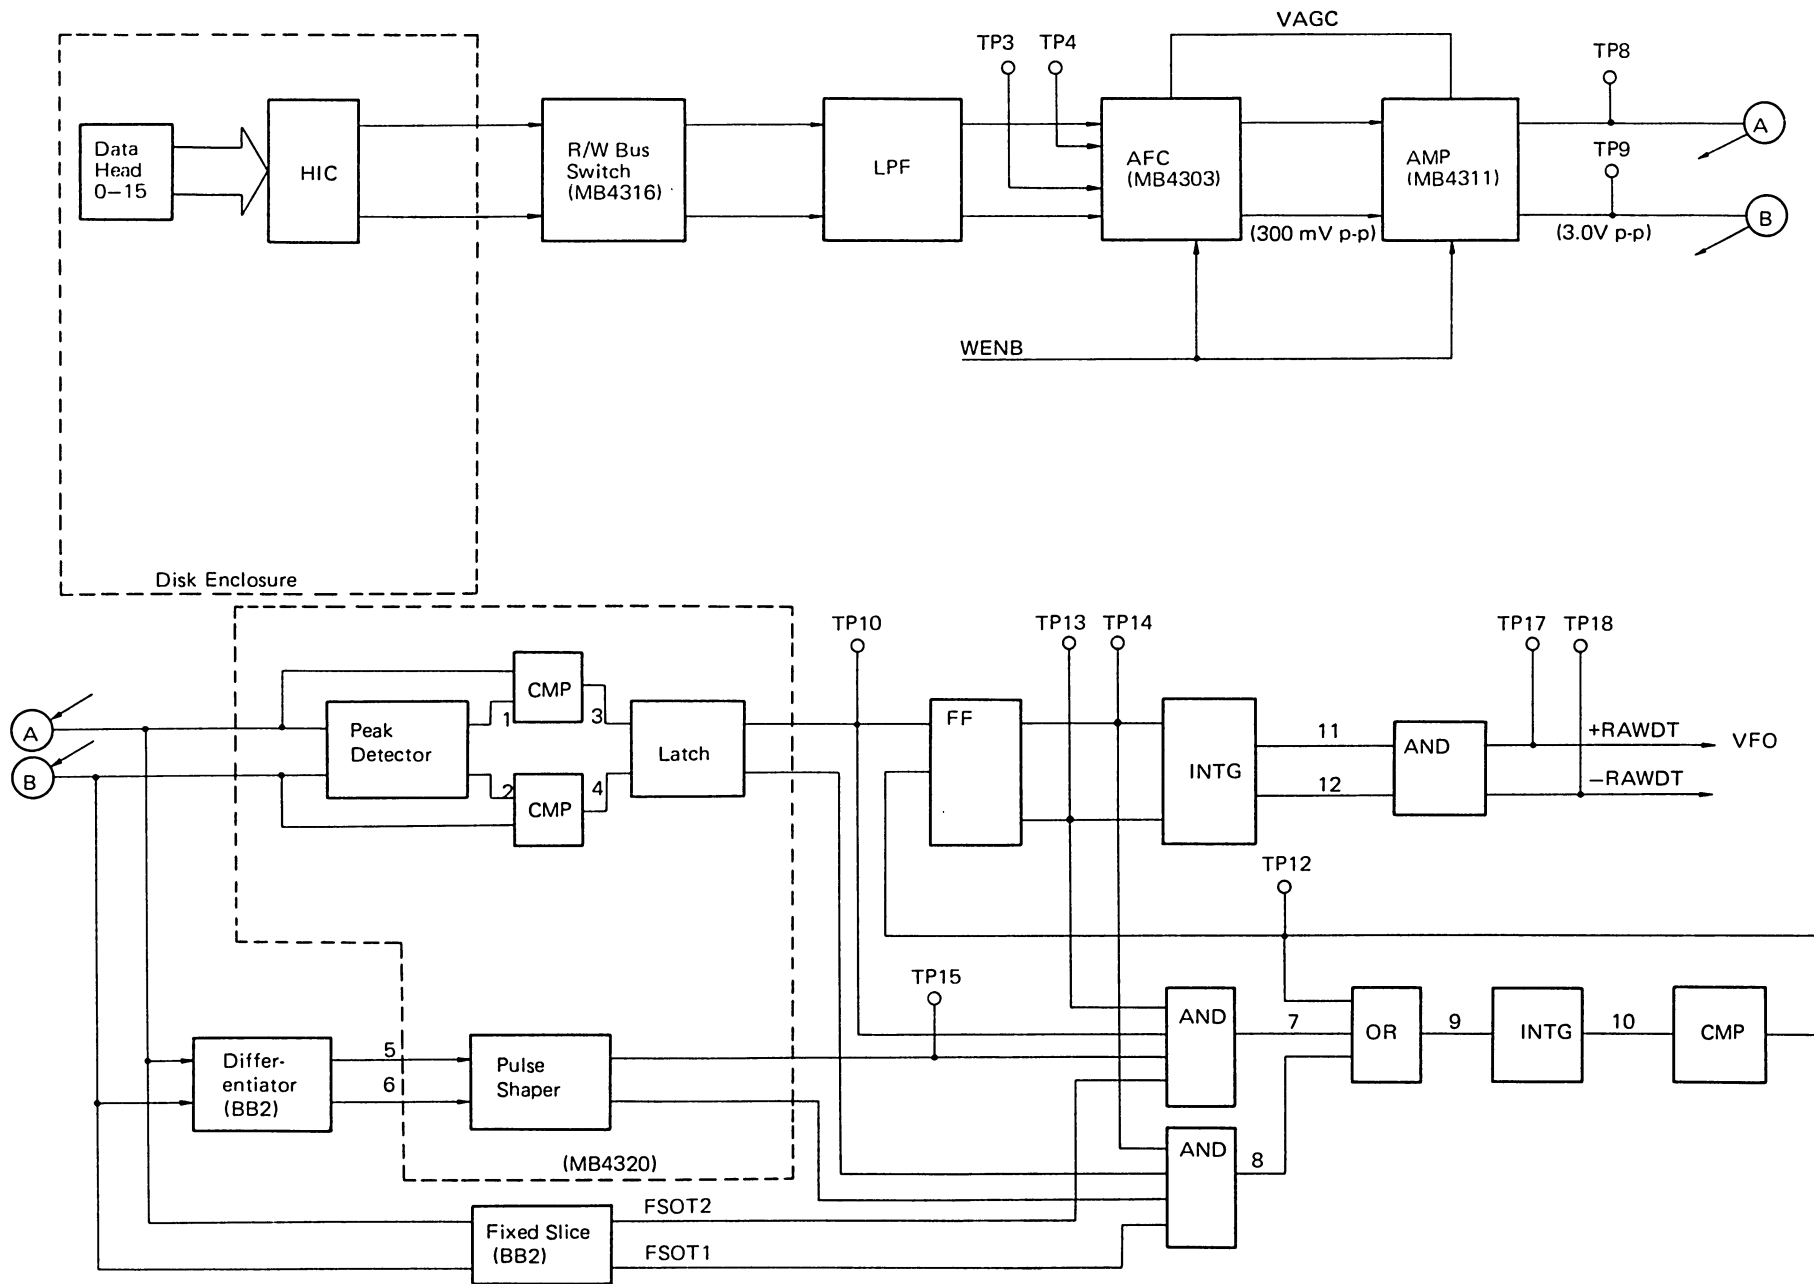 VAGC
TP3
TP4
TP8
Data
Head
0–15
HIC
R/W Bus
Switch
(MB4316)
LPF
AFC
(MB4303)
AMP
(MB4311)
A
TP9
B
(300 mV p-p)
(3.0V p-p)
WENB
Disk Enclosure
TP10
TP13
TP14
TP17
TP18
A
B
Peak
Detector
1
2
CMP
CMP
3
4
Latch
FF
INTG
11
12
AND
+RAWDT
–RAWDT
VFO
TP12
TP15
Differ-
entiator
(BB2)
5
6
Pulse
Shaper
(MB4320)
AND
7
OR
9
INTG
10
CMP
AND
8
Fixed Slice
(BB2)
FSOT2
FSOT1